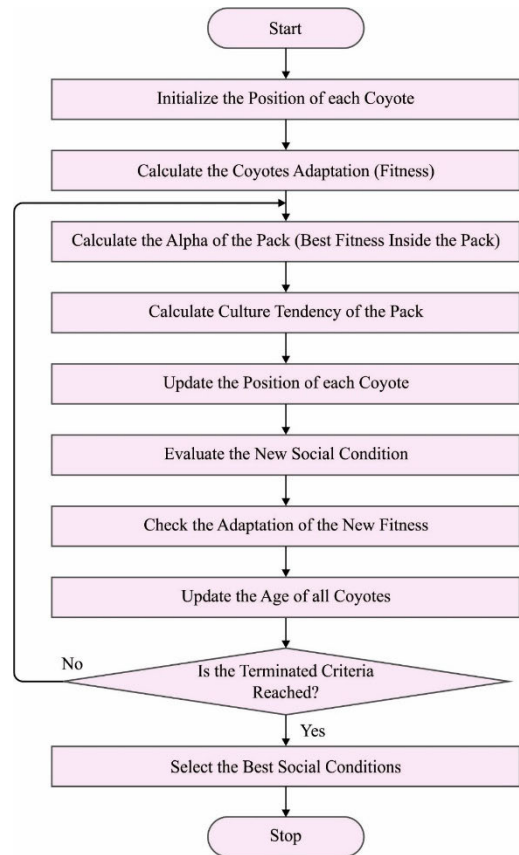 Start
Initialize the Position of each Coyote
Calculate the Coyotes Adaptation (Fitness)
Calculate the Alpha of the Pack (Best Fitness Inside the Pack)
Calculate Culture Tendency of the Pack
Update the Position of each Coyote
Evaluate the New Social Condition
Check the Adaptation of the New Fitness
Update the Age of all Coyotes
No
Is the Terminated Criteria
Reached?
Yes
Select the Best Social Conditions
Stop